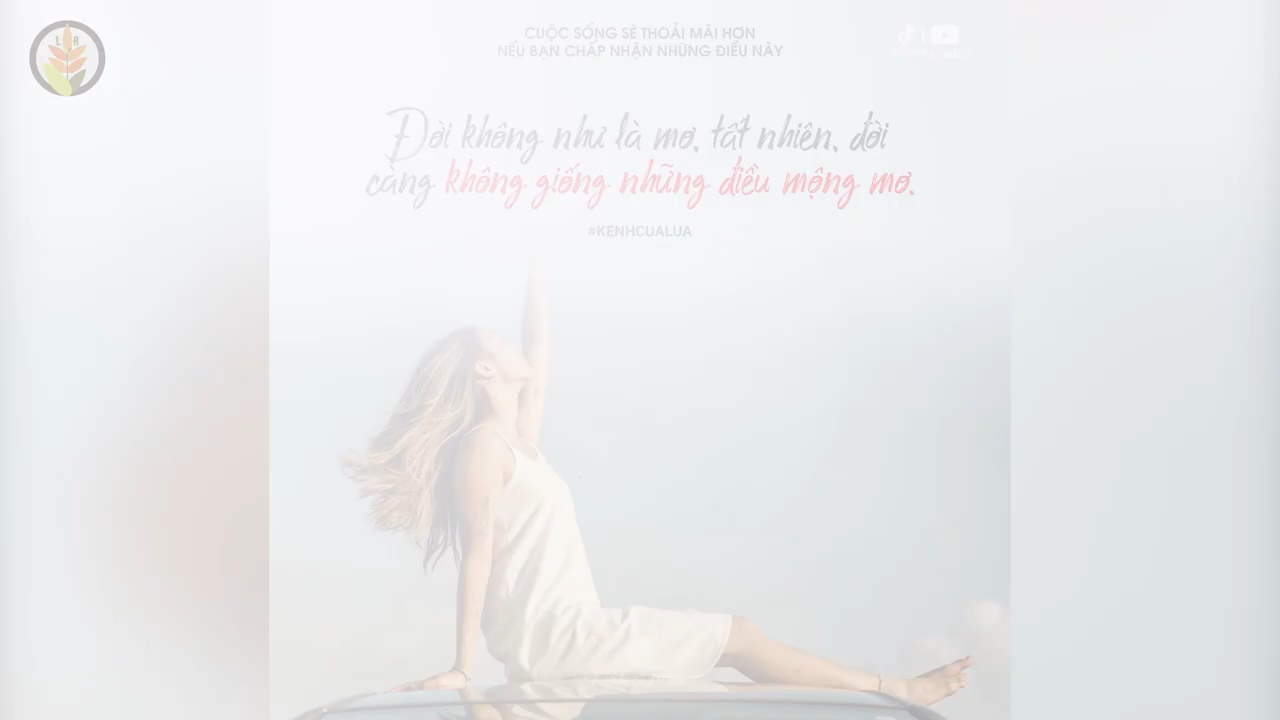 L A
CUỘC SỐNG SẼ THOẢI MÁI HƠN
NẾU BẠN CHẤP NHẬN NHỮNG ĐIỀU NÀY
Đời không như là mơ, tất nhiên, đời
càng không giống những điều mộng mơ.
#KENHCUALUA